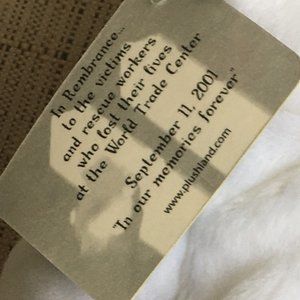 In Rembrance...
to the victims
and rescue workers
who lost their lives
at the World Trade Center
September 11, 2001
"In our memories forever"
www.plushland.com